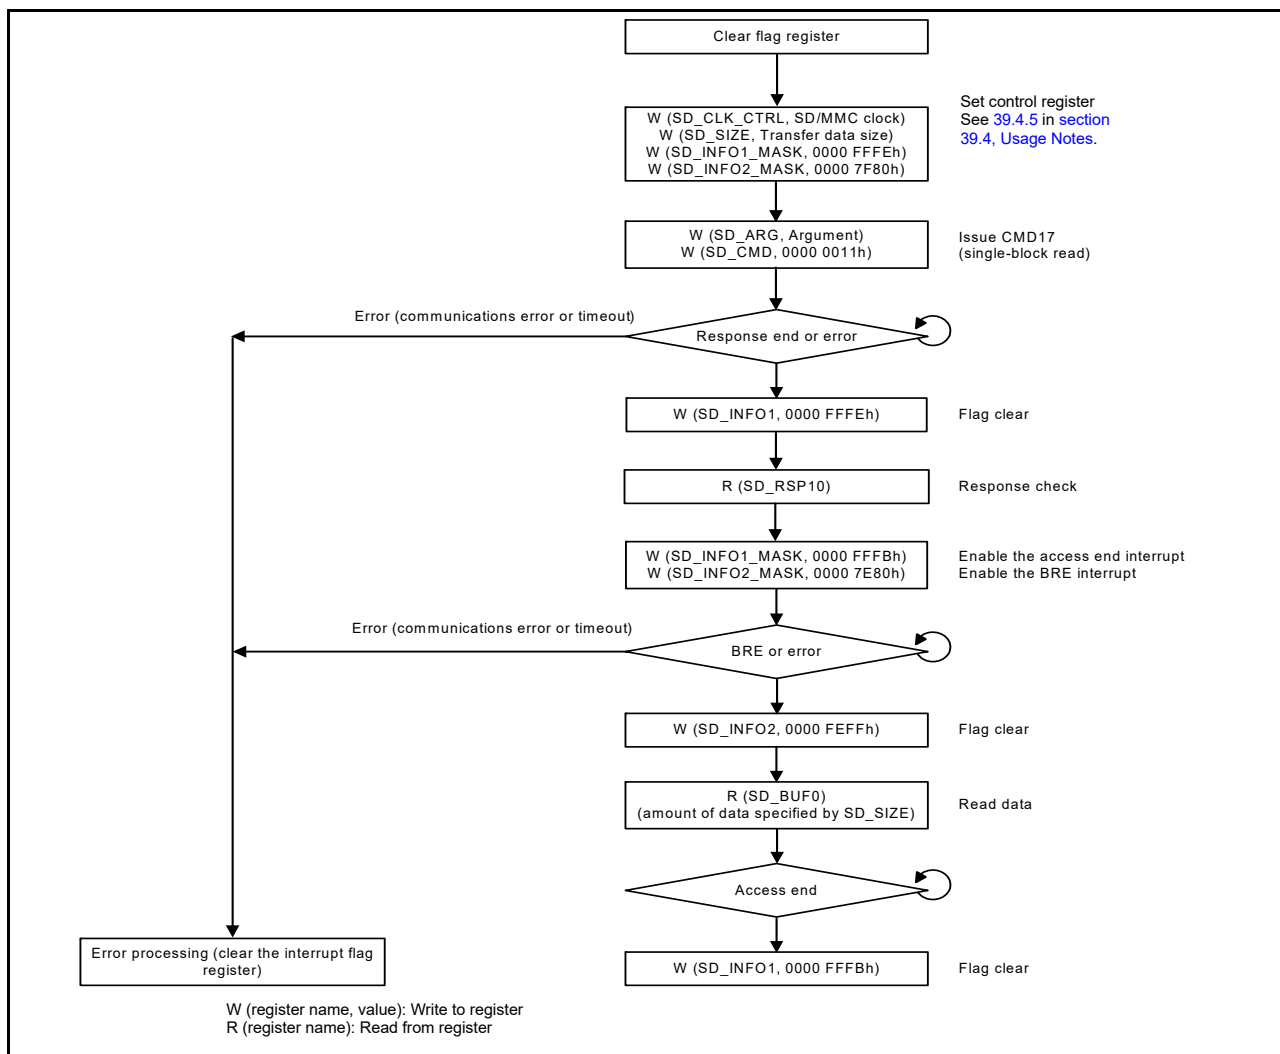 Clear flag register
W (SD_CLK_CTRL, SD/MMC clock)
W (SD_SIZE, Transfer data size)
W (SD_INFO1_MASK, 0000 FFFEh)
W (SD_INFO2_MASK, 0000 7F80h)
Set control register
See 39.4.5 in section
39.4, Usage Notes.
W (SD_ARG, Argument)
W (SD_CMD, 0000 0011h)
Issue CMD17
(single-block read)
Error (communications error or timeout)
Response end or error
W (SD_INFO1, 0000 FFFEh)
Flag clear
R (SD_RSP10)
Response check
W (SD_INFO1_MASK, 0000 FFFBh)
W (SD_INFO2_MASK, 0000 7E80h)
Enable the access end interrupt
Enable the BRE interrupt
Error (communications error or timeout)
BRE or error
W (SD_INFO2, 0000 FEFFh)
Flag clear
R (SD_BUF0)
(amount of data specified by SD_SIZE)
Read data
Access end
Error processing (clear the interrupt flag
register)
W (SD_INFO1, 0000 FFFBh)
Flag clear
W (register name, value): Write to register
R (register name): Read from register